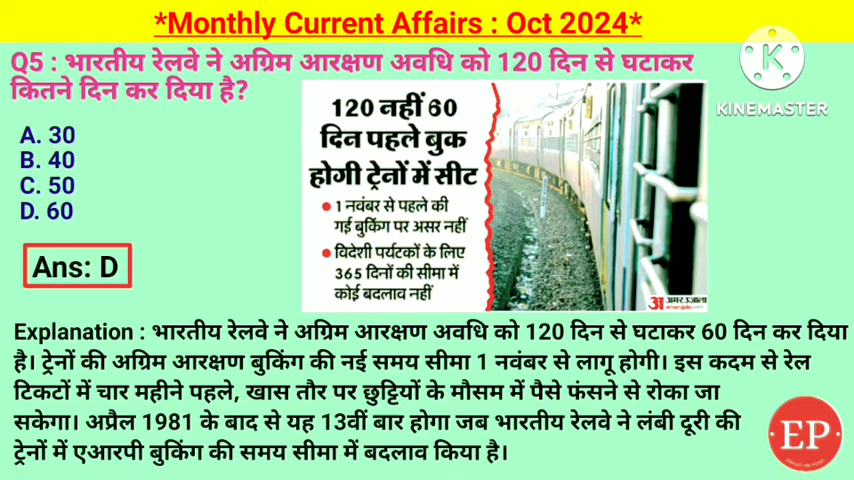 *Monthly Current Affairs : Oct 2024*
Q5 : भारतीय रेलवे ने अग्रिम आरक्षण अवधि को 120 दिन से घटाकर
कितने दिन कर दिया है?
K
KINEMASTER
A. 30
B. 40
C. 50
D. 60
Ans: D
120 नहीं 60
दिन पहले बुक
होगी ट्रेनों में सीट
1 नवंबर से पहले की
गई बुकिंग पर असर नहीं
विदेशी पर्यटकों के लिए
365 दिनों की सीमा में
कोई बदलाव नहीं
अमर उजाला
amarujala.com
Explanation : भारतीय रेलवे ने अग्रिम आरक्षण अवधि को 120 दिन से घटाकर 60 दिन कर दिया
है। ट्रेनों की अग्रिम आरक्षण बुकिंग की नई समय सीमा 1 नवंबर से लागू होगी। इस कदम से रेल
टिकटों में चार महीने पहले, खास तौर पर छुट्टियों के मौसम में पैसे फंसने से रोका जा
सकेगा। अप्रैल 1981 के बाद से यह 13वीं बार होगा जब भारतीय रेलवे ने लंबी दूरी की
ट्रेनों में एआरपी बुकिंग की समय सीमा में बदलाव किया है।
EP